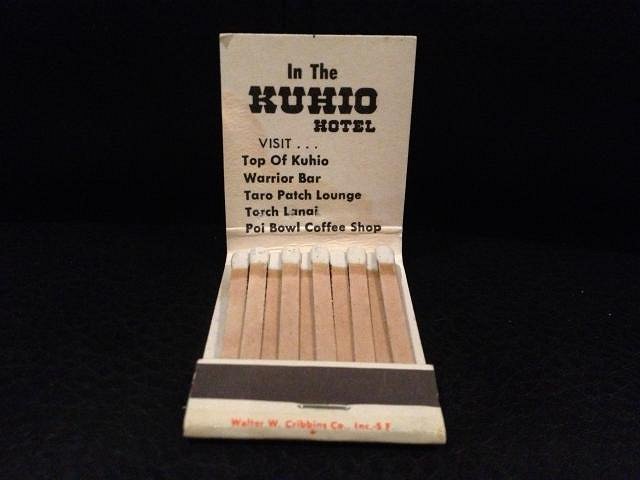 In The
KUHIO
HOTEL
VISIT . . .
Top Of Kuhio
Warrior Bar
Taro Patch Lounge
Torch Lanai
Poi Bowl Coffee Shop
Walter W. Cribbins Co., Inc.-S F